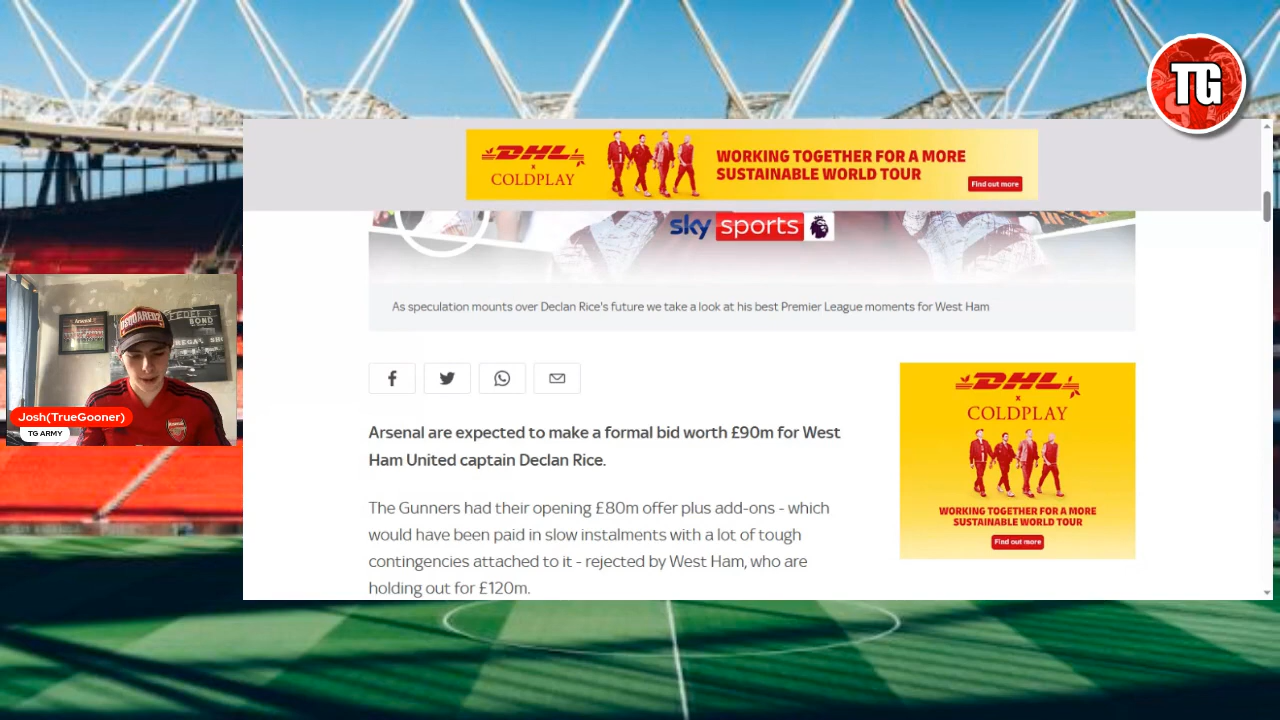 TG
DHL
x
COLDPLAY
WORKING TOGETHER FOR A MORE
SUSTAINABLE WORLD TOUR
Find out more
sky sports
As speculation mounts over Declan Rice's future we take a look at his best Premier League moments for West Ham
Arsenal are expected to make a formal bid worth £90m for West
Ham United captain Declan Rice.
The Gunners had their opening £80m offer plus add-ons - which
would have been paid in slow instalments with a lot of tough
contingencies attached to it - rejected by West Ham, who are
holding out for £120m.
DHL
x
COLDPLAY
WORKING TOGETHER FOR A MORE
SUSTAINABLE WORLD TOUR
Find out more
DSQUARED2
Arsenal
BOND
Josh(TrueGooner)
TG ARMY